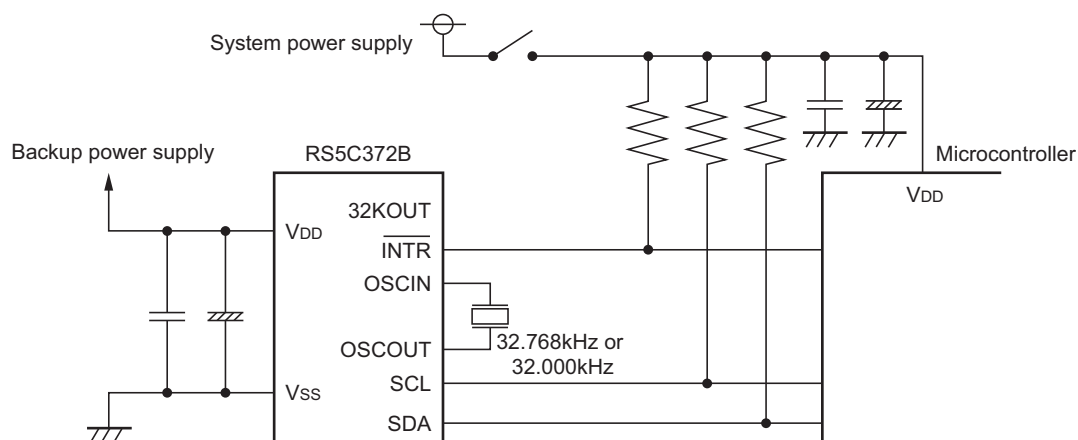 System power supply
Backup power supply
RS5C372B
Microcontroller
VDD
32KOUT
VDD
INTR
OSCIN
32.768kHz or
32.000kHz
OSCOUT
SCL
VSS
SDA